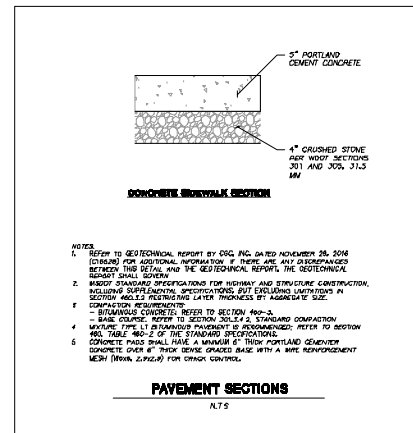 5" PORTLAND
CEMENT CONCRETE
4" CRUSHED STONE
PER WDOT SECTIONS
301 AND 305, 31.5
MM
CONCRETE SIDEWALK SECTION
NOTES:
1. REFER TO GEOTECHNICAL REPORT BY CGC, INC. DATED NOVEMBER 28, 2016
(C16628) FOR ADDITIONAL INFORMATION. IF THERE ARE ANY DISCREPANCIES
BETWEEN THIS DETAIL AND THE GEOTECHNICAL REPORT, THE GEOTECHNICAL
REPORT SHALL GOVERN
2. STANDARD SPECIFICATIONS FOR HIGHWAY AND STRUCTURE CONSTRUCTION,
INCLUDING SUPPLEMENTAL SPECIFICATIONS, BUT EXCLUDING LIMITATIONS IN
SECTION 460.3.2 RESTRICTING LAYER THICKNESS BY AGGREGATE SIZE.
3 COMPACTION REQUIREMENTS:
- BITUMINOUS CONCRETE: REFER TO SECTION 460-3.
- BASE COURSE: REFER TO SECTION 301.3.4.2, STANDARD COMPACTION
4 MIXTURE TYPE LT BITUMINOUS PAVEMENT IS RECOMMENDED; REFER TO SECTION
460, TABLE 460-2 OF THE STANDARD SPECIFICATIONS.
5 CONCRETE PADS SHALL HAVE A MINIMUM 6" THICK PORTLAND CEMENTER
CONCRETE OVER 6" THICK DENSE GRADED BASE WITH A WIRE REINFORCEMENT
MESH FOR CRACK CONTROL.
PAVEMENT SECTIONS
N.T.S